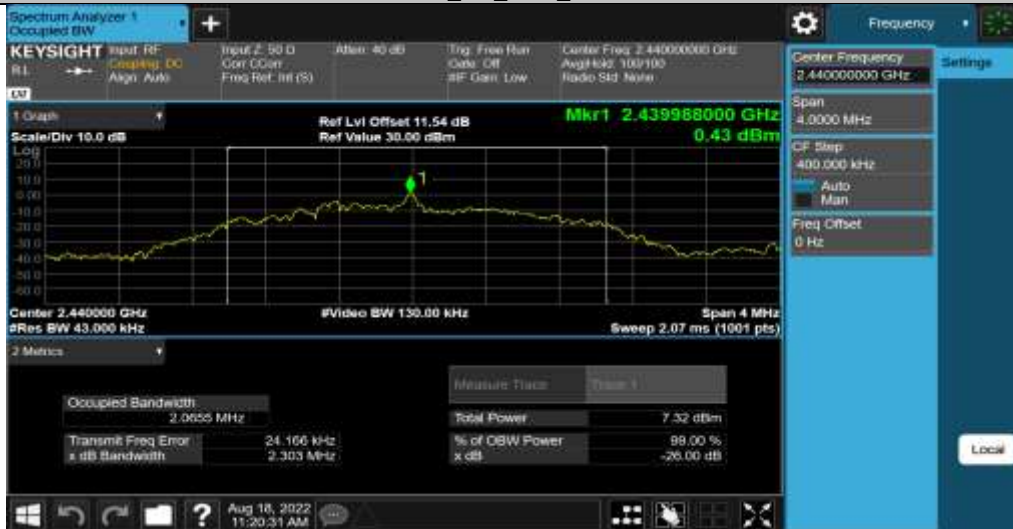 Spectrum Analyzer 1
Occupied BW
+
Frequency
KEYSIGHT Input: RF
RL
Coupling: DC
Align: Auto
Input Z: 50 Ω
Corr CCorr
Freq Ref: Int (S)
Atten: 40 dB
Trig: Free Run
Gate: Off
#IF Gain: Low
Center Freq: 2.440000000 GHz
Avg|Hold: 100/100
Radio Std: None
Center Frequency
2.440000000 GHz
Settings
Span
4.0000 MHz
CF Step
400.000 kHz
Auto
Man
Freq Offset
0 Hz
1 Graph
Scale/Div 10.0 dB
Ref Lvl Offset 11.54 dB
Ref Value 30.00 dBm
Mkr1 2.439988000 GHz
0.43 dBm
Log
20.0
10.0
0.00
-10.0
-20.0
-30.0
-40.0
-50.0
-60.0
1
Center 2.440000 GHz
#Res BW 43.000 kHz
#Video BW 130.00 kHz
Span 4 MHz
Sweep 2.07 ms (1001 pts)
2 Metrics
Measure Trace Trace 1
Occupied Bandwidth
2.0655 MHz
Total Power 7.32 dBm
Transmit Freq Error 24.166 kHz
% of OBW Power 99.00 %
x dB Bandwidth 2.303 MHz
x dB -26.00 dB
Local
? Aug 18, 2022
11:20:31 AM